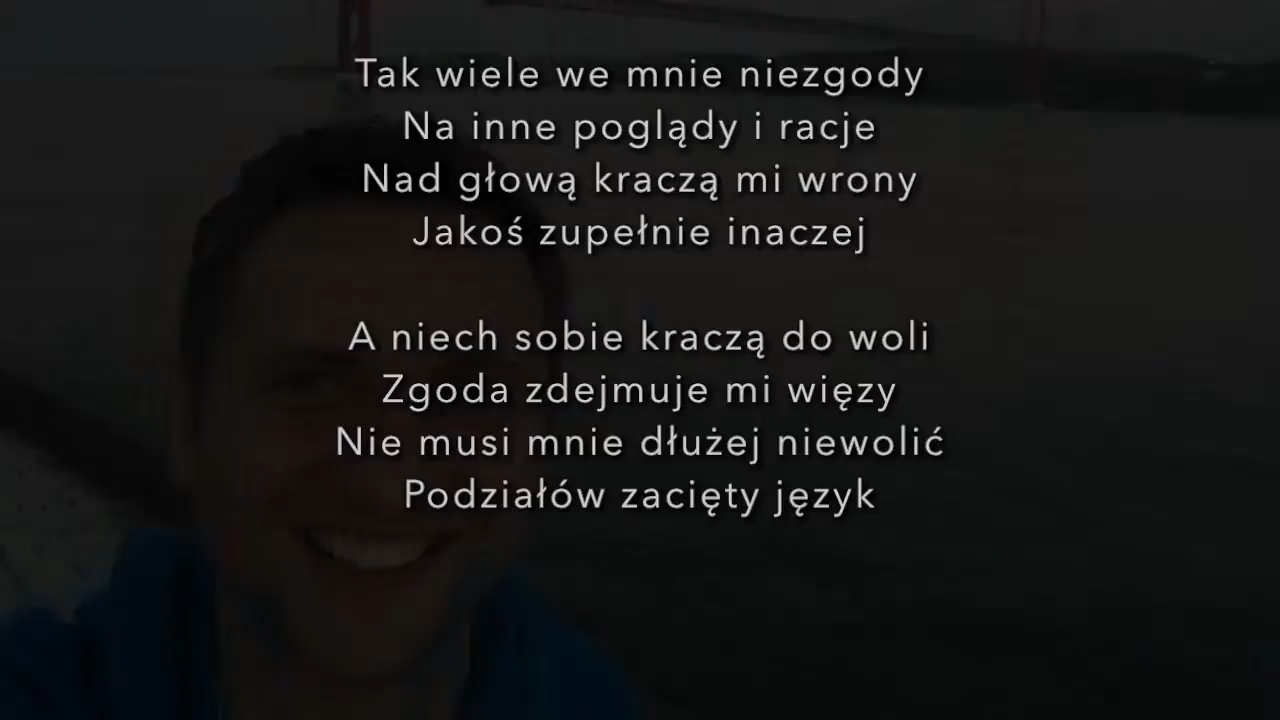 Tak wiele we mnie niezgody
Na inne poglądy i racje
Nad głową kraczą mi wrony
Jakoś zupełnie inaczej
A niech sobie kraczą do woli
Zgoda zdejmuje mi więzy
Nie musi mnie dłużej niewolić
Podziałów zacięty język